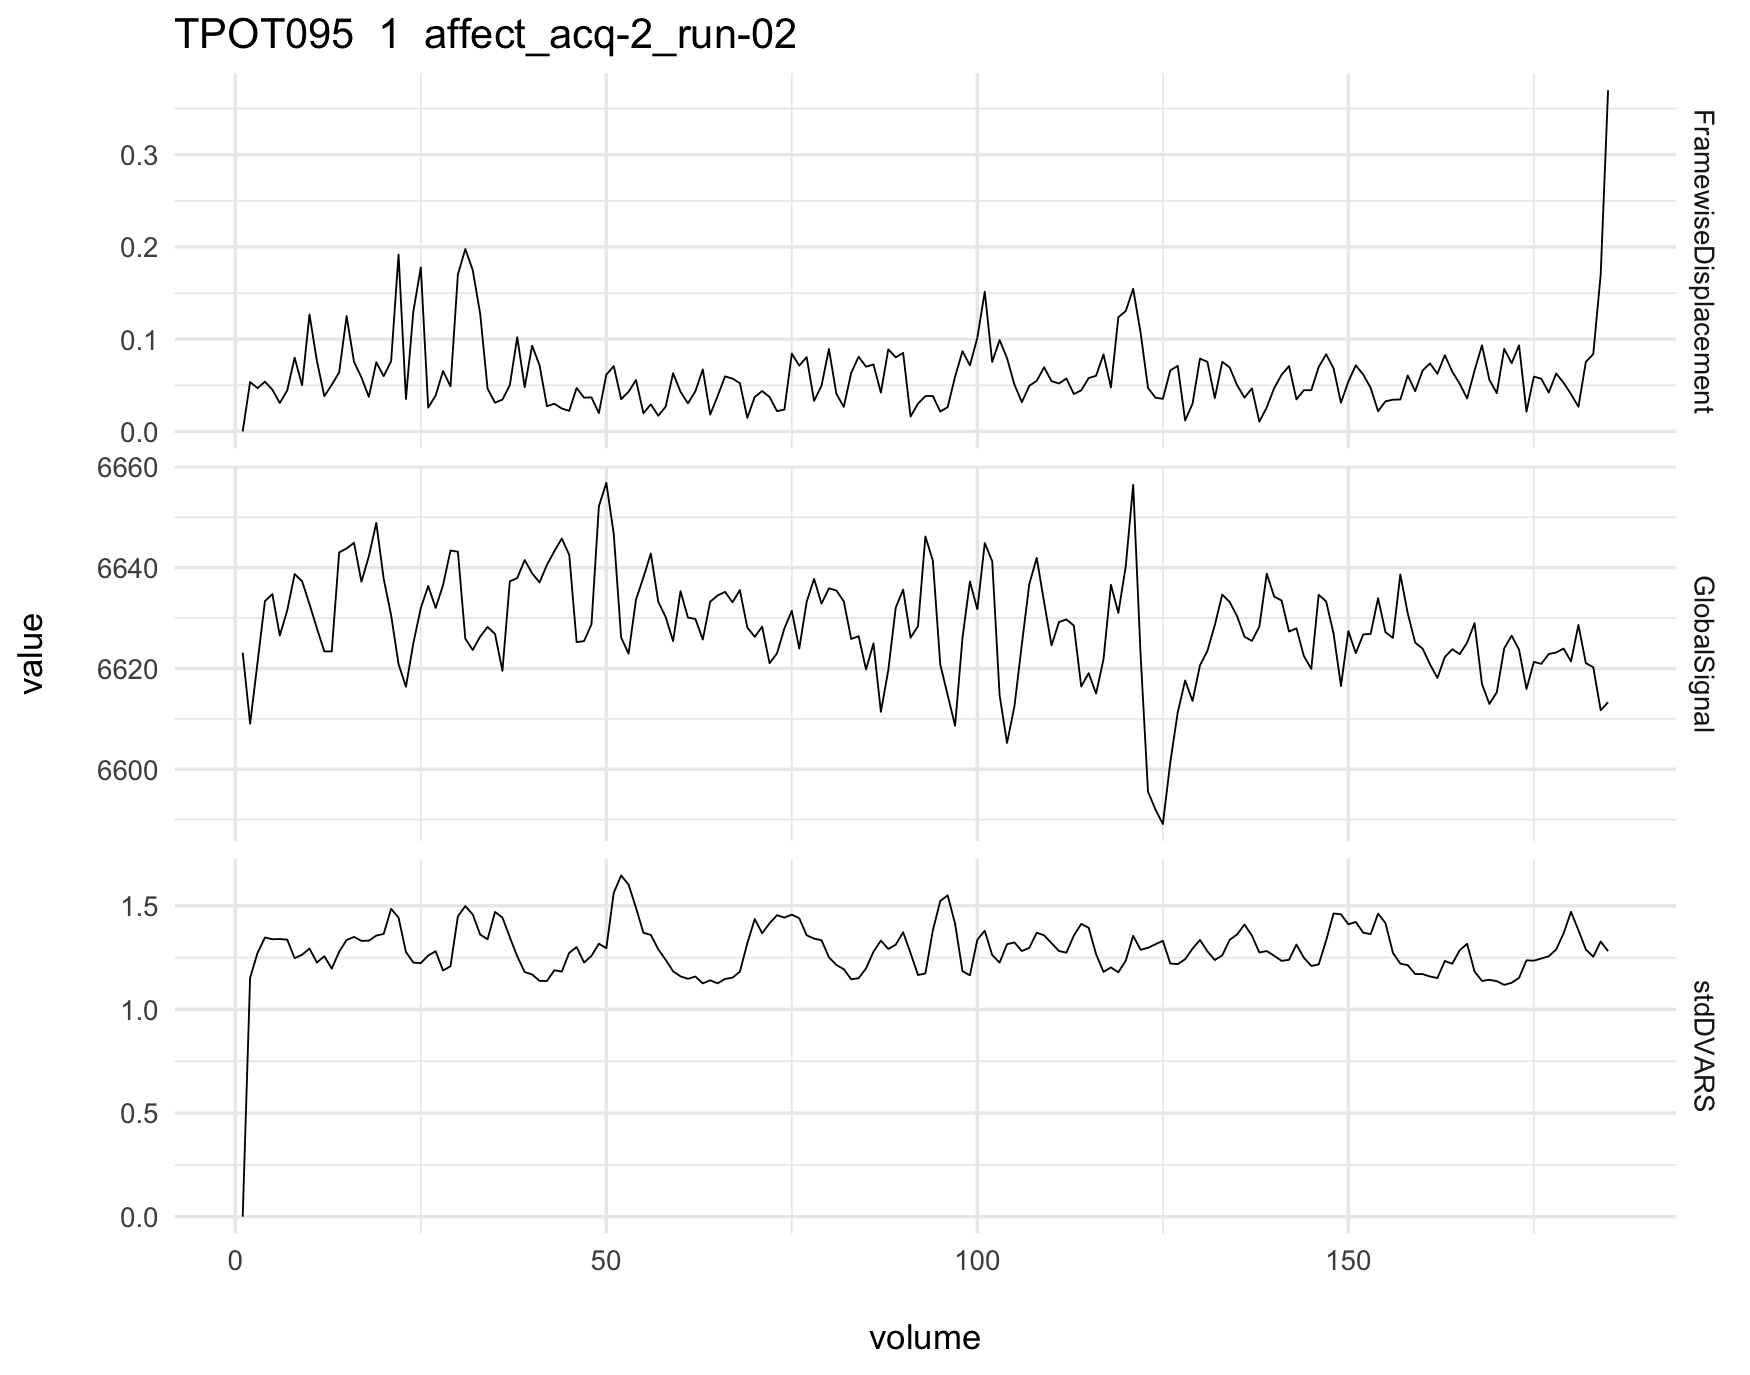 TPOT095 1 affect_acq-2_run-02
0.3
0.2
0.1
0.0
FramewiseDisplacement
6660
6640
6620
6600
GlobalSignal
1.5
1.0
0.5
0.0
stdDVARS
value
0 50 100 150
volume